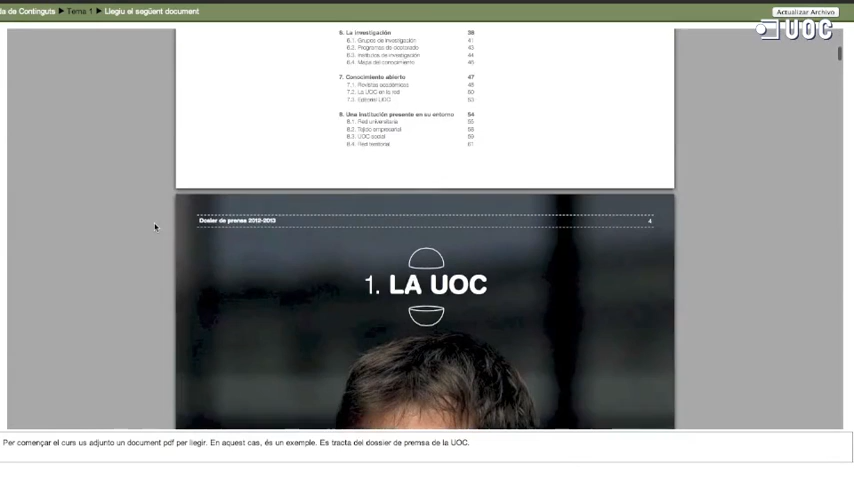 da de Continguts ▶ Tema 1 ▶ Llegiu el següent document
Actualizar Archivo
UOC
6. La investigación 39
6.1. Grupos de investigación 41
6.2. Programas de doctorado 43
6.3. Institutos de investigación 44
6.4. Mejora del conocimiento 46
7. Conocimiento abierto 47
7.1. Revistas académicas 48
7.2. La UOC en la red 50
7.3. Editorial UOC 53
8. Una institución presente en su entorno 54
8.1. Red universitaria 55
8.2. Tejido empresarial 58
8.3. UOC social 59
8.4. Red territorial 61
Dosier de prensa 2012-2013 4
1. LA UOC
Per començar el curs us adjunto un document pdf per llegir. En aquest cas, és un exemple. Es tracta del dossier de premsa de la UOC.